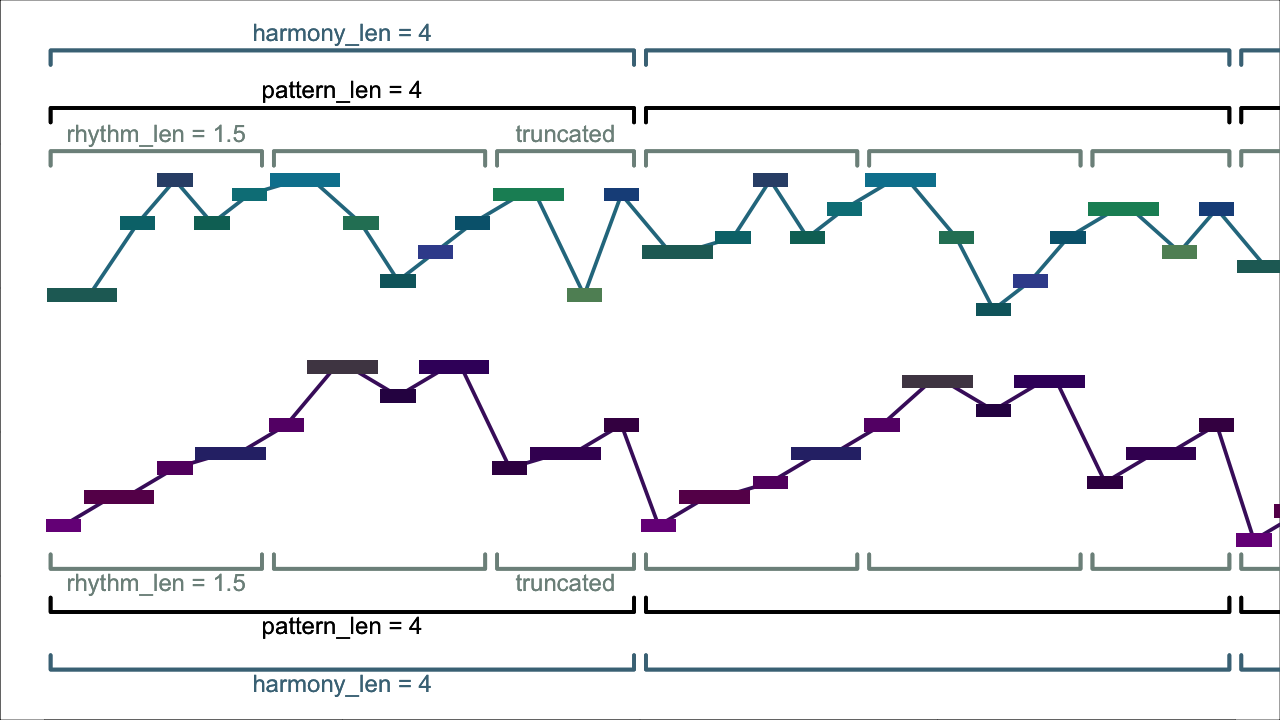 harmony_len = 4
pattern_len = 4
rhythm_len = 1.5 truncated
rhythm_len = 1.5 truncated
pattern_len = 4
harmony_len = 4